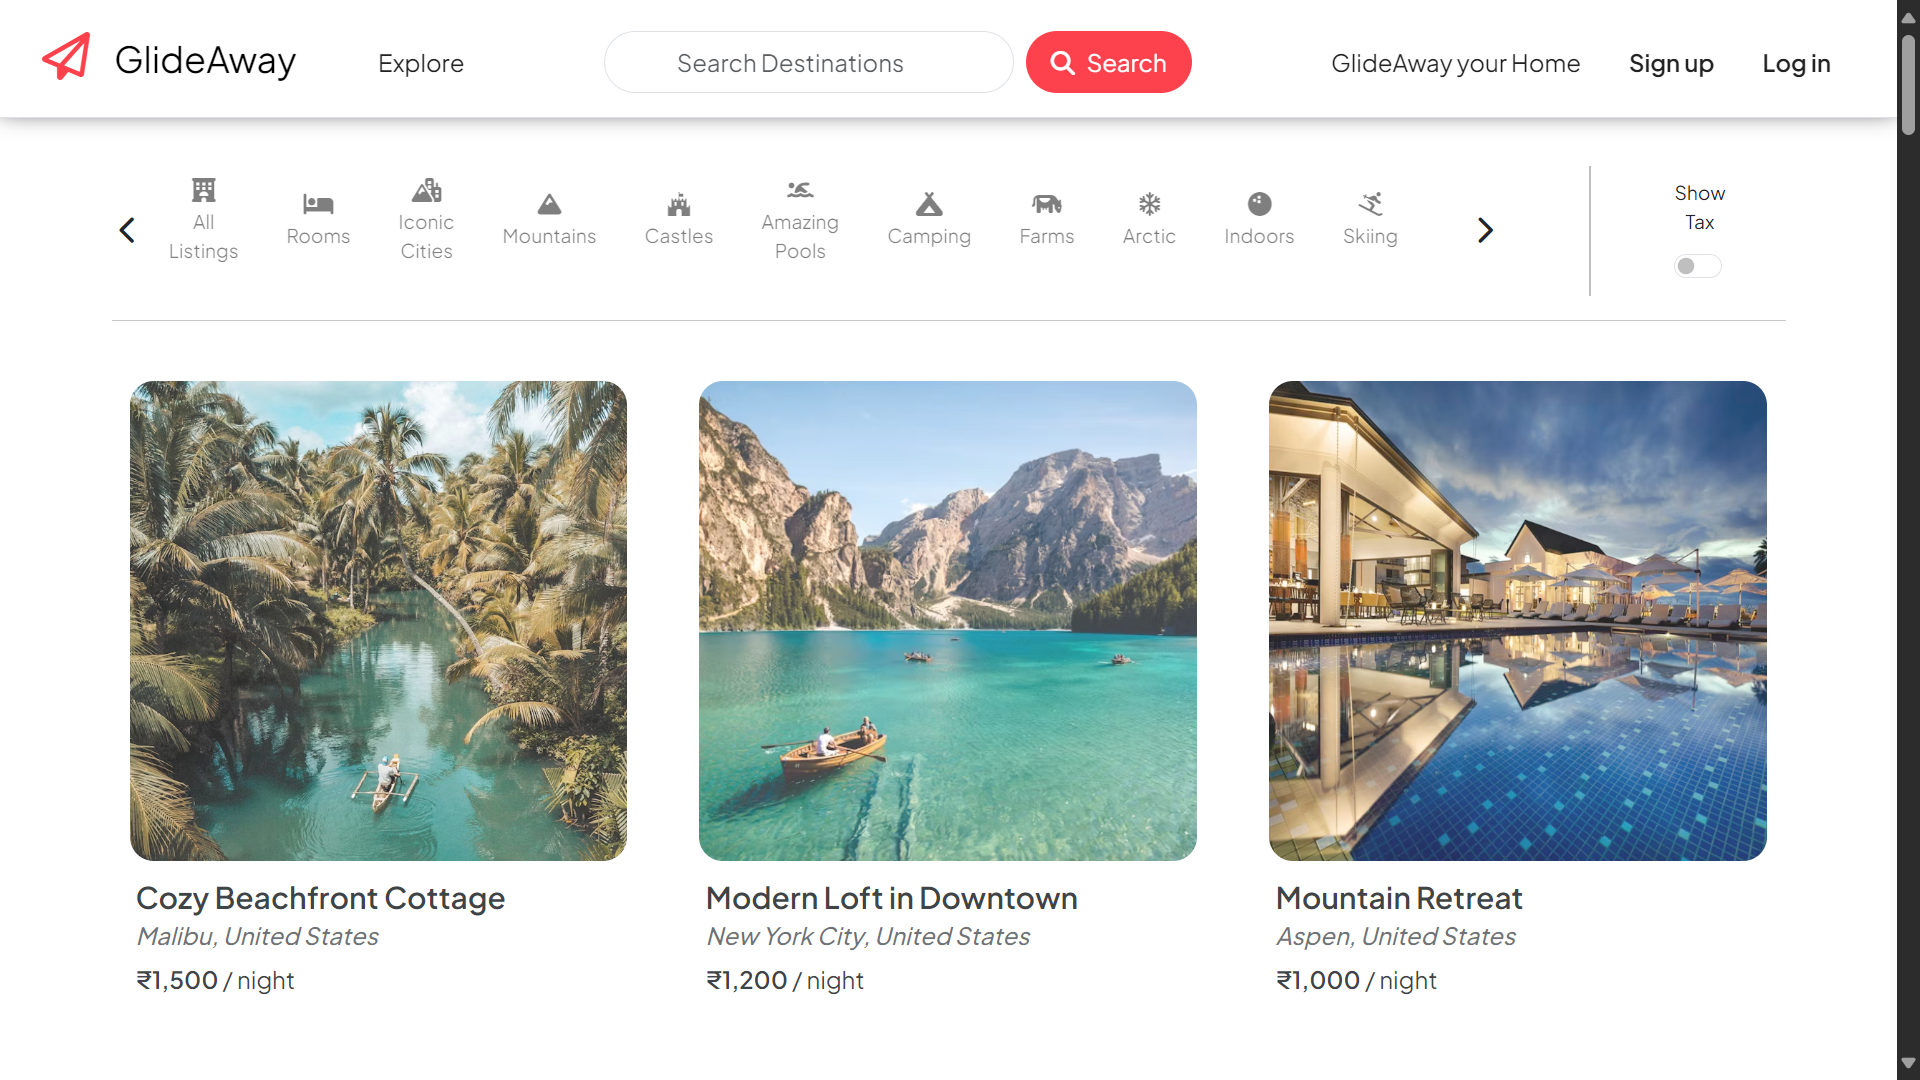 GlideAway
Explore
Search Destinations
Search
GlideAway your Home
Sign up
Log in
All
Listings
Rooms
Iconic
Cities
Mountains
Castles
Amazing
Pools
Camping
Farms
Arctic
Indoors
Skiing
Show
Tax
Cozy Beachfront Cottage
Malibu, United States
₹1,500 / night
Modern Loft in Downtown
New York City, United States
₹1,200 / night
Mountain Retreat
Aspen, United States
₹1,000 / night